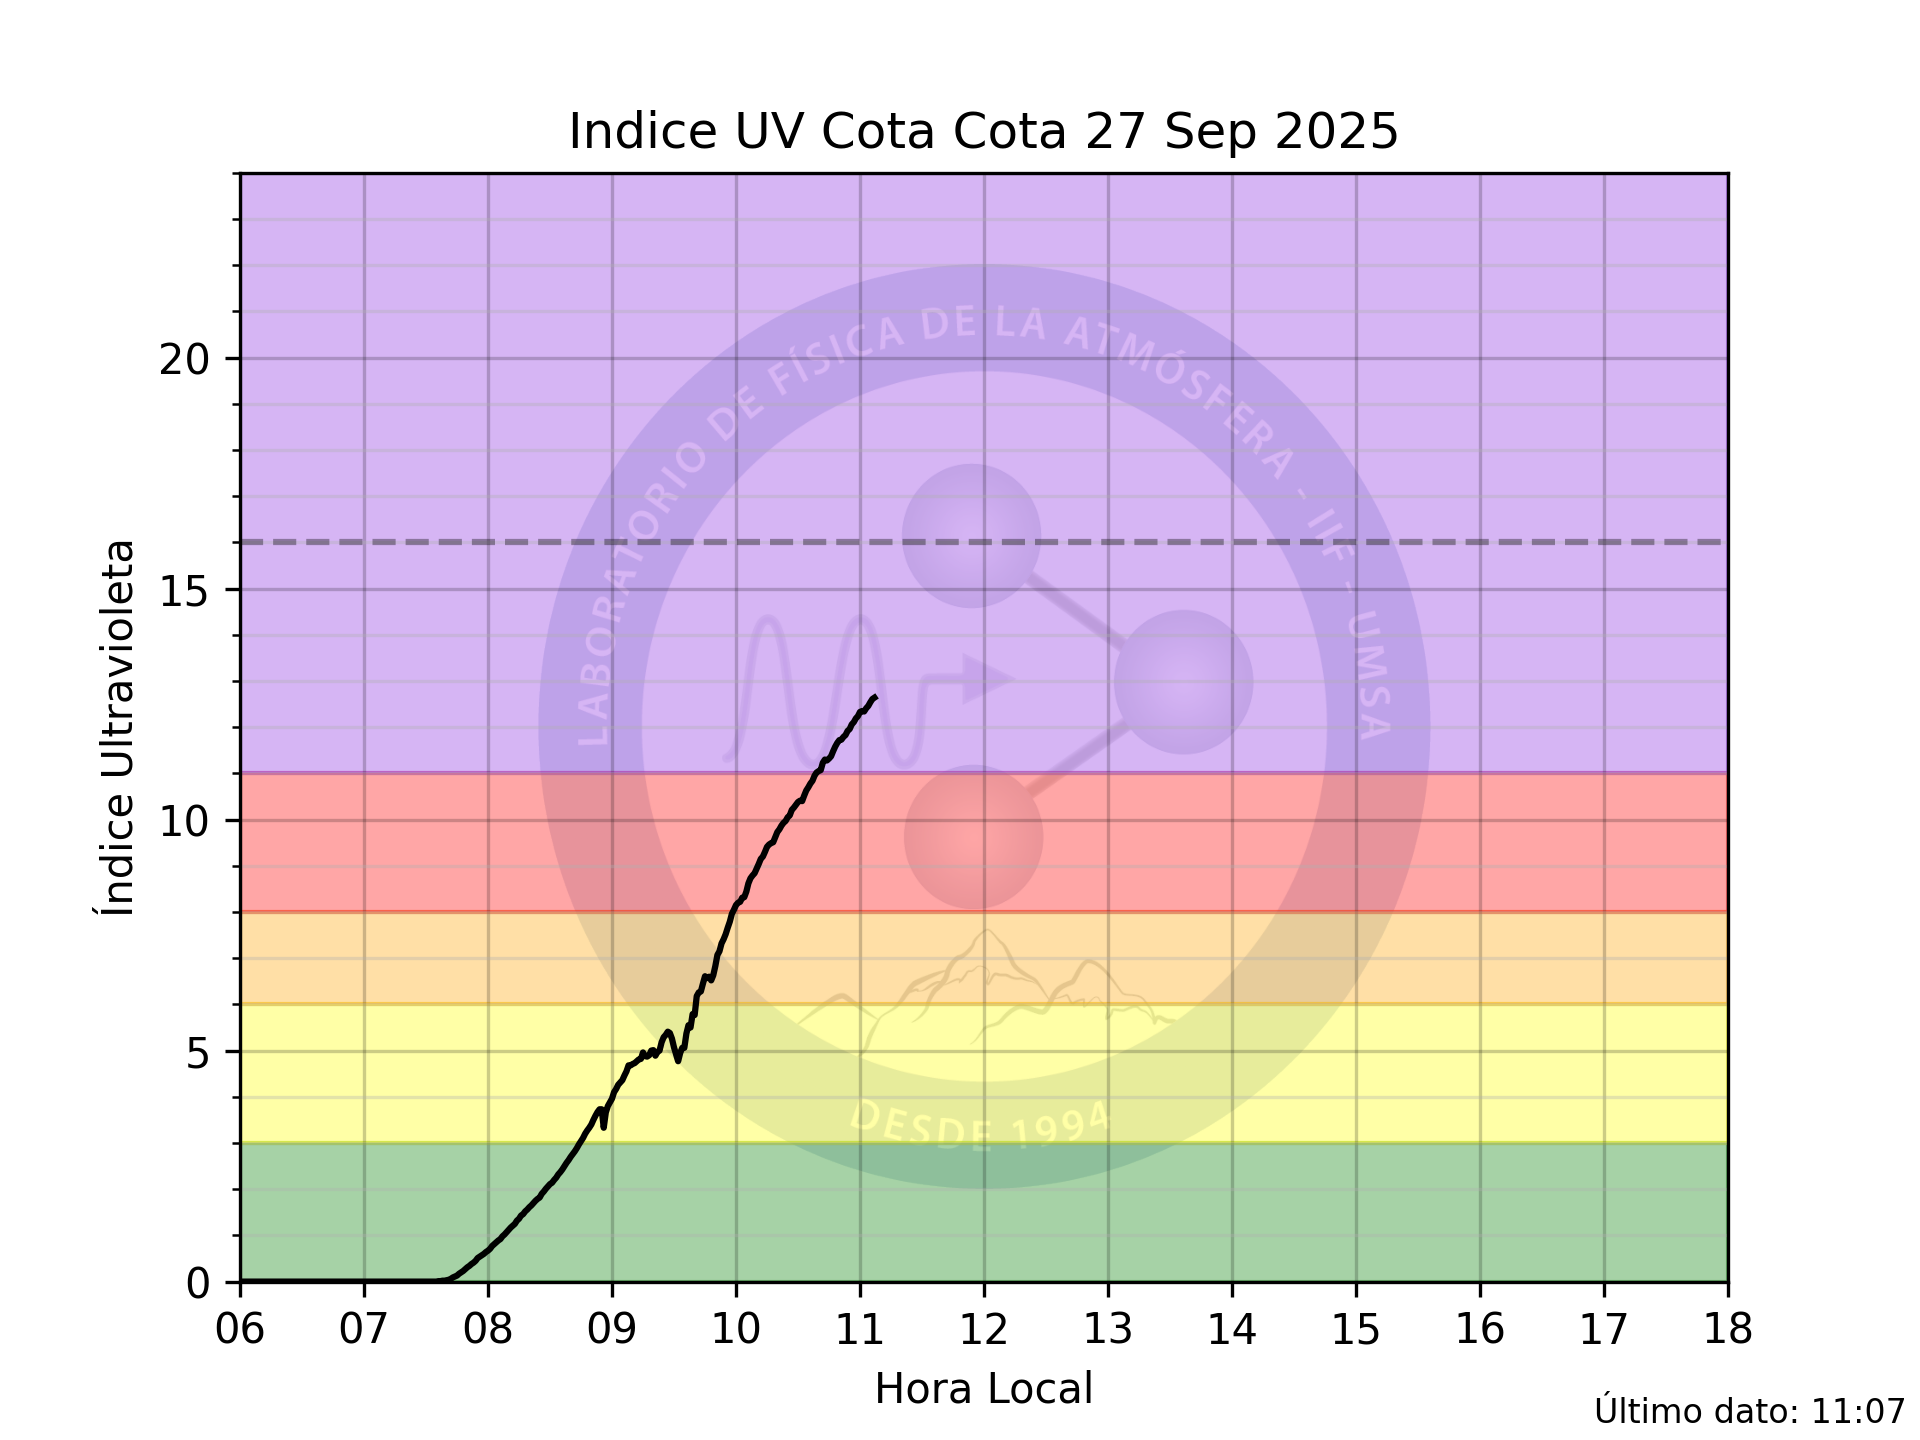 Indice UV Cota Cota 27 Sep 2025
Índice Ultravioleta
20
15
10
5
0
LABORATORIO DE FÍSICA DE LA ATMÓSFERA - IIF - UMSA
DESDE 1994
06 07 08 09 10 11 12 13 14 15 16 17 18
Hora Local
Último dato: 11:07